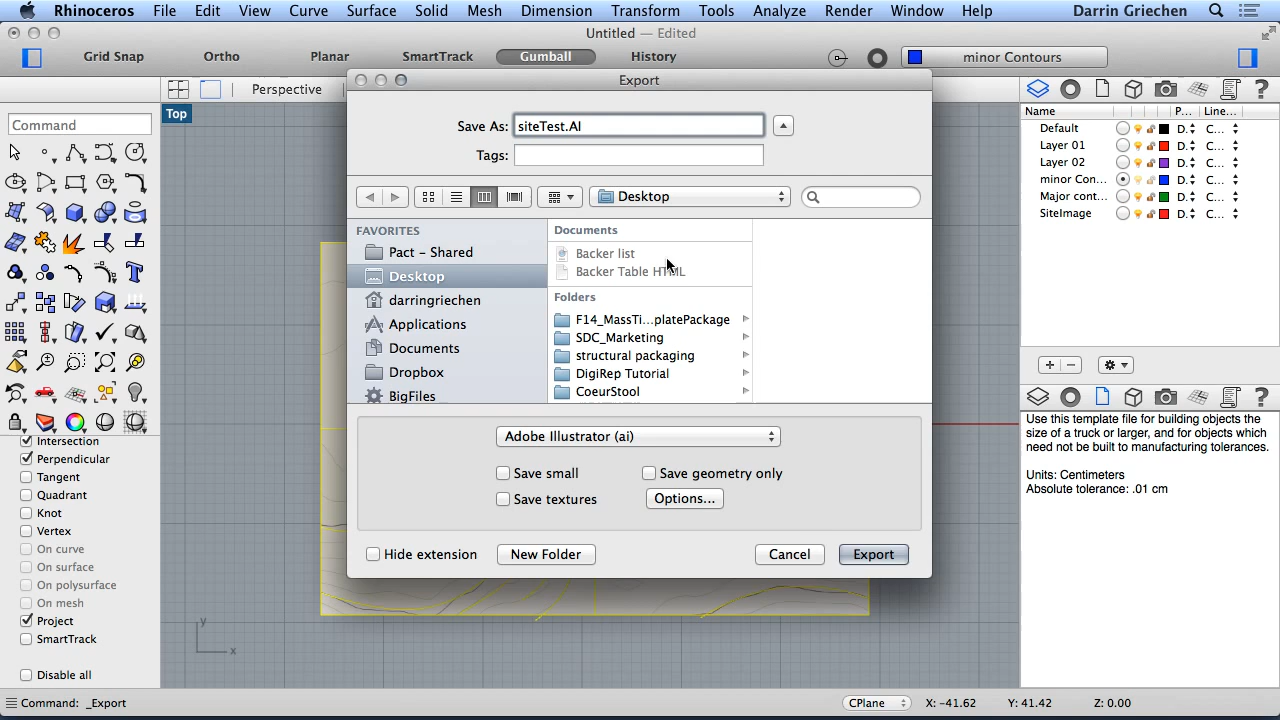 Rhinoceros File Edit View Curve Surface Solid Mesh Dimension Transform Tools Analyze Render Window Help Darrin Griechen
Untitled — Edited
Grid Snap Ortho Planar SmartTrack Gumball History minor Contours
Export
Perspective
Top
Command
Save As: siteTest.AI
Tags:
Desktop
FAVORITES
Pact – Shared
Desktop
darringriechen
Applications
Documents
Dropbox
BigFiles
Documents
Backer list
Backer Table HTML
Folders
F14_MassTi...platePackage
SDC_Marketing
structural packaging
DigiRep Tutorial
CoeurStool
Adobe Illustrator (ai)
Save small Save geometry only
Save textures Options...
Hide extension New Folder Cancel Export
Intersection
Perpendicular
Tangent
Quadrant
Knot
Vertex
On curve
On surface
On polysurface
On mesh
Project
SmartTrack
Disable all
y
x
Name P... Line...
Default D. C...
Layer 01 D. C...
Layer 02 D. C...
minor Con... D. C...
Major cont... D. C...
SiteImage D. C...
Use this template file for building objects the
size of a truck or larger, and for objects which
need not be built to manufacturing tolerances.
Units: Centimeters
Absolute tolerance: .01 cm
Command: _Export CPlane X: -41.62 Y: 41.42 Z: 0.00